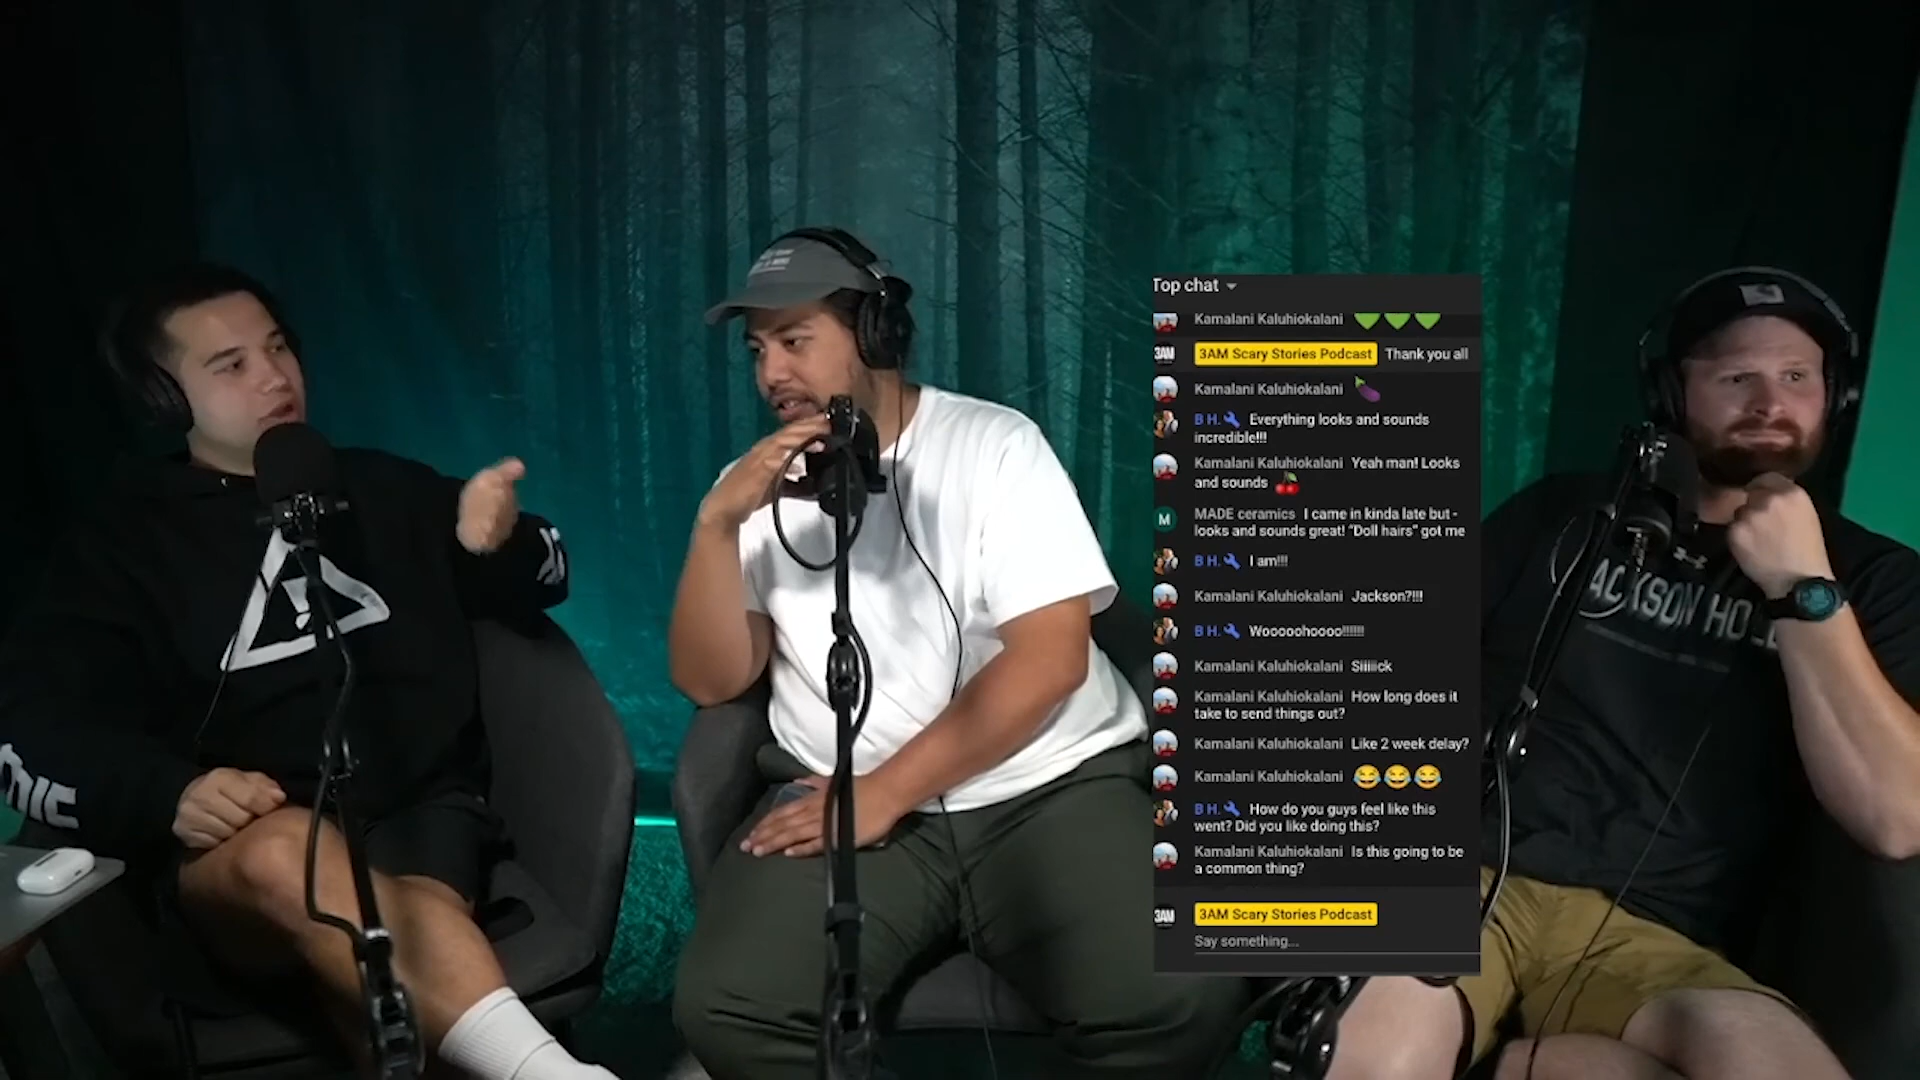 Top chat
Kamalani Kaluhiokalani 💚💚💚
3AM
3AM Scary Stories Podcast Thank you all
Kamalani Kaluhiokalani 🍆
B H. Everything looks and sounds
incredible!!!
Kamalani Kaluhiokalani Yeah man! Looks
and sounds 🍒
M
MADE ceramics I came in kinda late but -
looks and sounds great! “Doll hairs” got me
B H. I am!!!
Kamalani Kaluhiokalani Jackson?!!!
B H. Wooooohoooo!!!!!!!
Kamalani Kaluhiokalani Siiiiick
Kamalani Kaluhiokalani How long does it
take to send things out?
Kamalani Kaluhiokalani Like 2 week delay?
Kamalani Kaluhiokalani 😂😂😂
B H. How do you guys feel like this
went? Did you like doing this?
Kamalani Kaluhiokalani Is this going to be
a common thing?
3AM
3AM Scary Stories Podcast
Say something...
ACKSON HOLE